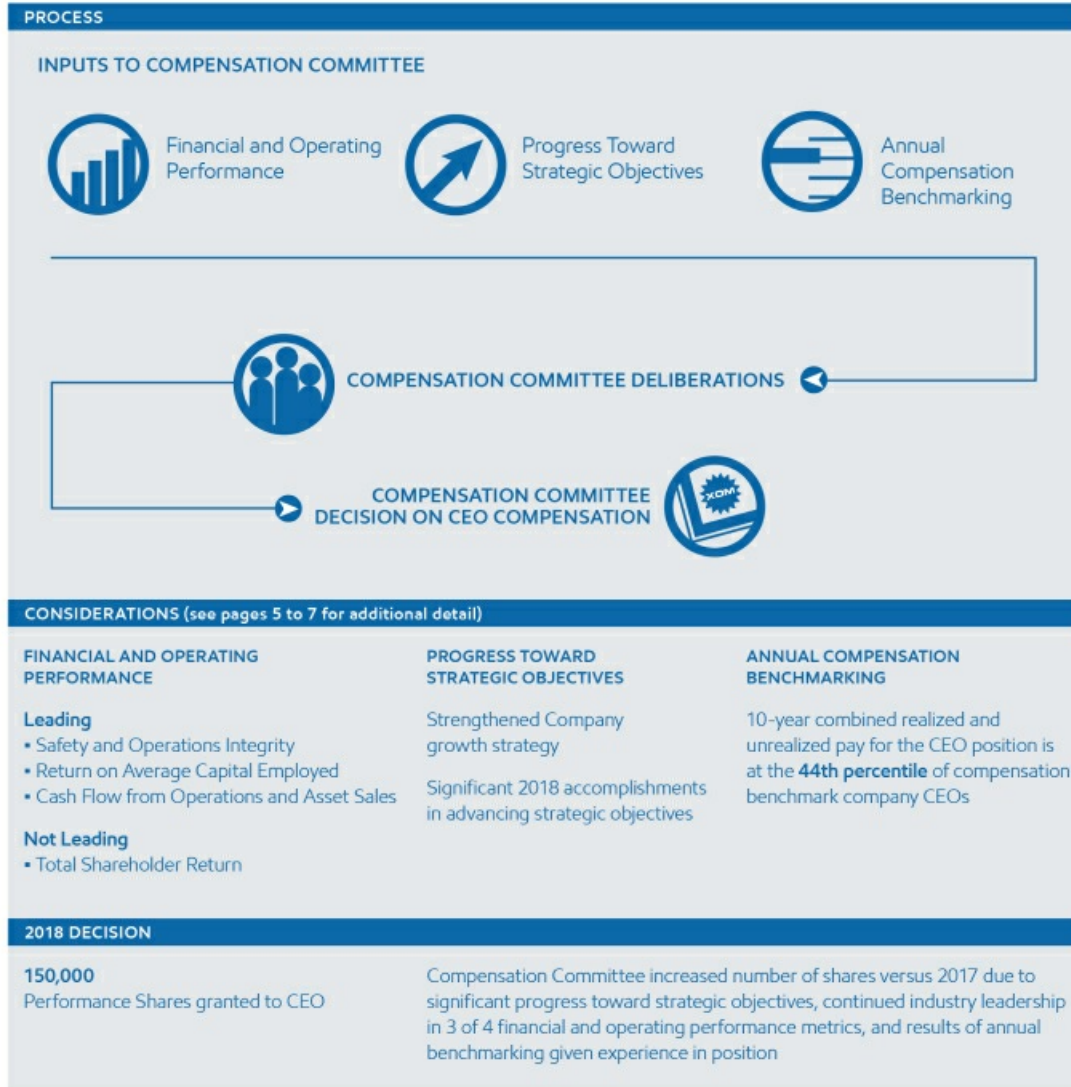 PROCESS
INPUTS TO COMPENSATION COMMITTEE
Financial and Operating
Performance
Progress Toward
Strategic Objectives
Annual
Compensation
Benchmarking
COMPENSATION COMMITTEE DELIBERATIONS
COMPENSATION COMMITTEE
DECISION ON CEO COMPENSATION
XOM
CONSIDERATIONS (see pages 5 to 7 for additional detail)
FINANCIAL AND OPERATING
PERFORMANCE
Leading
▪ Safety and Operations Integrity
▪ Return on Average Capital Employed
▪ Cash Flow from Operations and Asset Sales
Not Leading
▪ Total Shareholder Return
PROGRESS TOWARD
STRATEGIC OBJECTIVES
Strengthened Company
growth strategy
Significant 2018 accomplishments
in advancing strategic objectives
ANNUAL COMPENSATION
BENCHMARKING
10-year combined realized and
unrealized pay for the CEO position is
at the 44th percentile of compensation
benchmark company CEOs
2018 DECISION
150,000
Performance Shares granted to CEO
Compensation Committee increased number of shares versus 2017 due to
significant progress toward strategic objectives, continued industry leadership
in 3 of 4 financial and operating performance metrics, and results of annual
benchmarking given experience in position